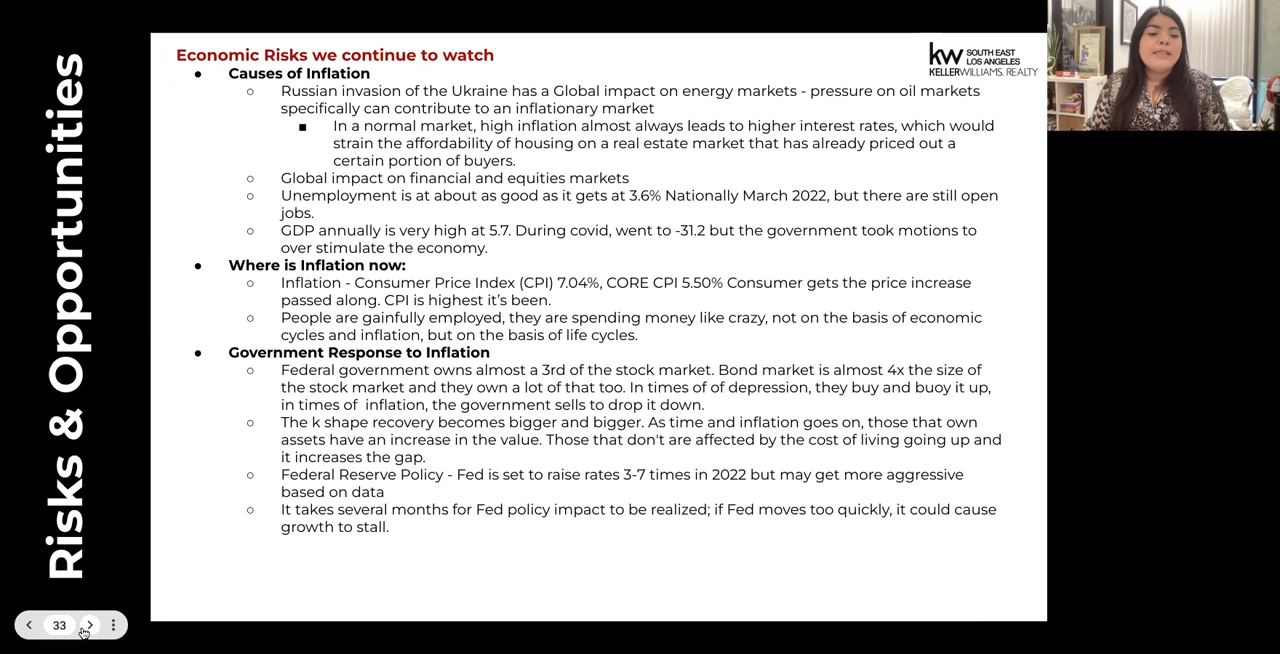 Risks & Opportunities
Economic Risks we continue to watch
kw SOUTH EAST
LOS ANGELES
KELLERWILLIAMS. REALTY
● Causes of Inflation
○ Russian invasion of the Ukraine has a Global impact on energy markets - pressure on oil markets
specifically can contribute to an inflationary market
■ In a normal market, high inflation almost always leads to higher interest rates, which would
strain the affordability of housing on a real estate market that has already priced out a
certain portion of buyers.
○ Global impact on financial and equities markets
○ Unemployment is at about as good as it gets at 3.6% Nationally March 2022, but there are still open
jobs.
○ GDP annually is very high at 5.7. During covid, went to -31.2 but the government took motions to
over stimulate the economy.
● Where is Inflation now:
○ Inflation - Consumer Price Index (CPI) 7.04%, CORE CPI 5.50% Consumer gets the price increase
passed along. CPI is highest it's been.
○ People are gainfully employed, they are spending money like crazy, not on the basis of economic
cycles and inflation, but on the basis of life cycles.
● Government Response to Inflation
○ Federal government owns almost a 3rd of the stock market. Bond market is almost 4x the size of
the stock market and they own a lot of that too. In times of of depression, they buy and buoy it up,
in times of  inflation, the government sells to drop it down.
○ The k shape recovery becomes bigger and bigger. As time and inflation goes on, those that own
assets have an increase in the value. Those that don't are affected by the cost of living going up and
it increases the gap.
○ Federal Reserve Policy - Fed is set to raise rates 3-7 times in 2022 but may get more aggressive
based on data
○ It takes several months for Fed policy impact to be realized; if Fed moves too quickly, it could cause
growth to stall.
33